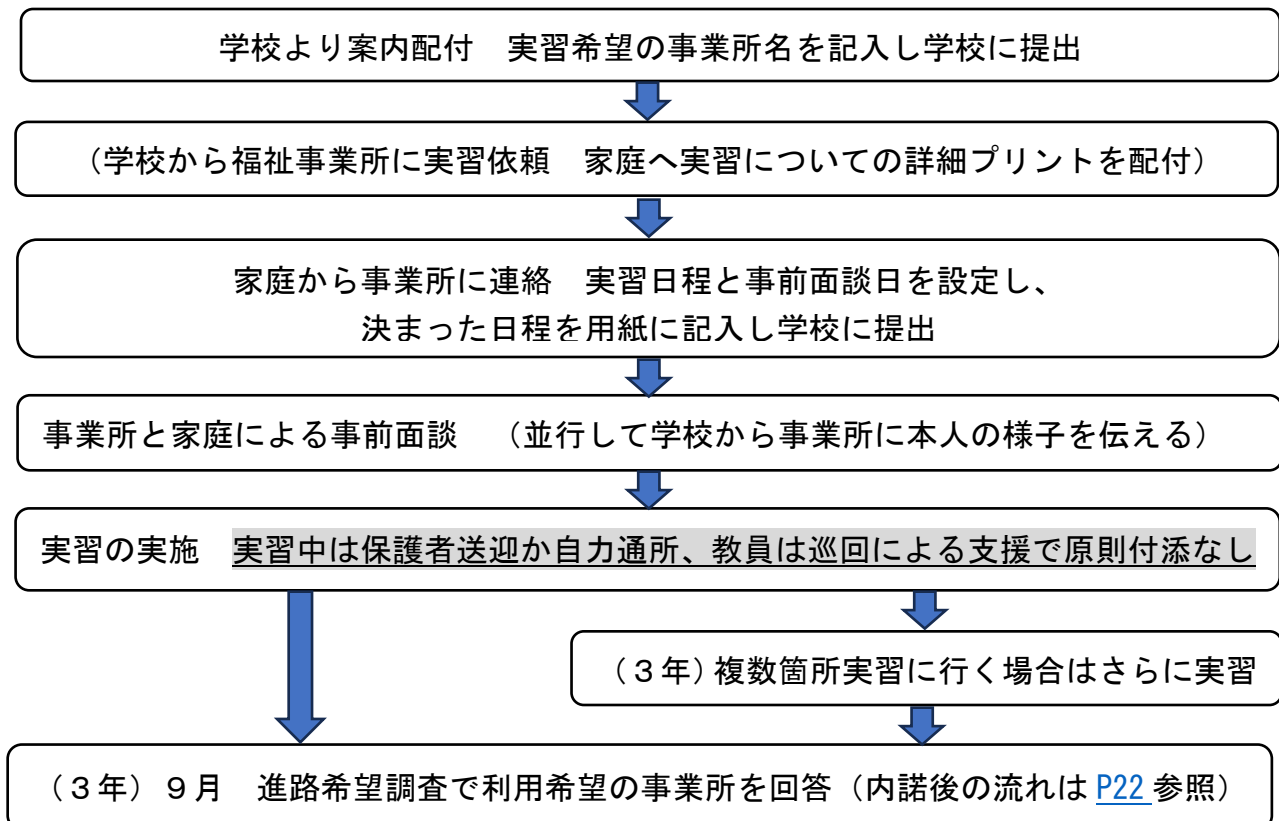 学校より案内配付　実習希望の事業所名を記入し学校に提出
（学校から福祉事業所に実習依頼　家庭へ実習についての詳細プリントを配付）
家庭から事業所に連絡　実習日程と事前面談日を設定し、
決まった日程を用紙に記入し学校に提出
事業所と家庭による事前面談　（並行して学校から事業所に本人の様子を伝える）
実習の実施　実習中は保護者送迎か自力通所、教員は巡回による支援で原則付添なし
（３年）複数箇所実習に行く場合はさらに実習
（３年）９月　進路希望調査で利用希望の事業所を回答（内諾後の流れは P22 参照）